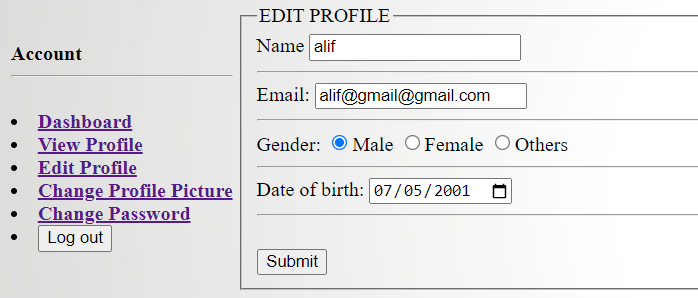 Account
Dashboard
View Profile
Edit Profile
Change Profile Picture
Change Password
Log out
EDIT PROFILE
Name alif
Email: alif@gmail@gmail.com
Gender: Male Female Others
Date of birth: 07/05/2001
Submit